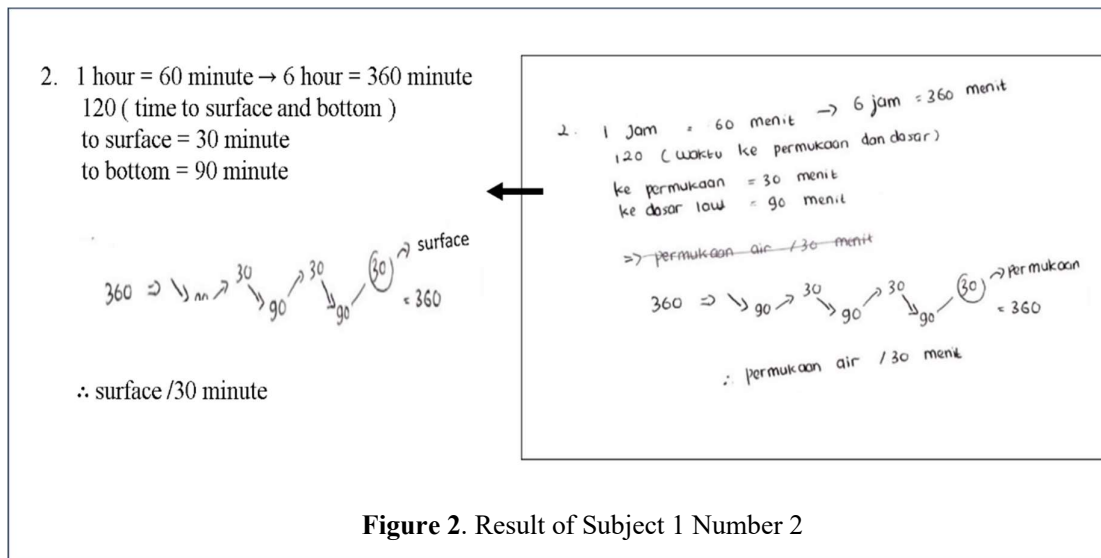 2. 1 hour = 60 minute → 6 hour = 360 minute
120 ( time to surface and bottom )
to surface = 30 minute
to bottom = 90 minute
360 ⇒ ↘ ↗ 30 ↘ 90 ↗ 30 ↘ 90 30 → surface
= 360
∴ surface /30 minute
2. 1 Jam = 60 menit → 6 jam = 360 menit
120 ( waktu ke permukaan dan dasar )
ke permukaan = 30 menit
ke dasar laut = 90 menit
=> permukaan air /30 menit
360 ⇒ ↘ 90 ↗ 30 ↘ 90 ↗ 30 ↘ 90 30 → Permukaan
= 360
∴ permukaan air /30 menit
Figure 2. Result of Subject 1 Number 2